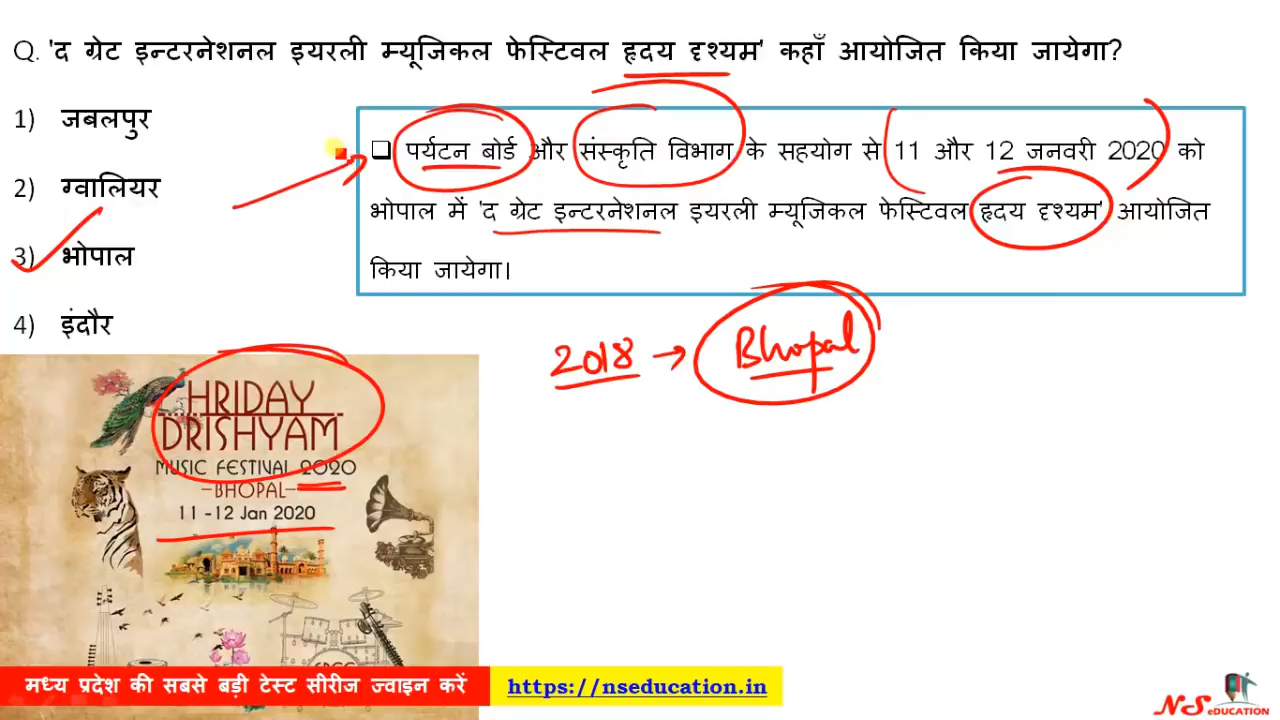 Q. 'द ग्रेट इन्टरनेशनल इयरली म्यूजिकल फेस्टिवल हृदय दृश्यम' कहाँ आयोजित किया जायेगा?
1) जबलपुर
2) ग्वालियर
3) भोपाल
4) इंदौर
❑ पर्यटन बोर्ड और संस्कृति विभाग के सहयोग से 11 और 12 जनवरी 2020 को
भोपाल में 'द ग्रेट इन्टरनेशनल इयरली म्यूजिकल फेस्टिवल हृदय दृश्यम' आयोजित
किया जायेगा।
2018 → Bhopal
HRIDAY
DRISHYAM
MUSIC FESTIVAL 2020
–BHOPAL–
11 -12 Jan 2020
मध्य प्रदेश की सबसे बड़ी टेस्ट सीरीज ज्वाइन करें
https://nseducation.in
NS eDUCATION